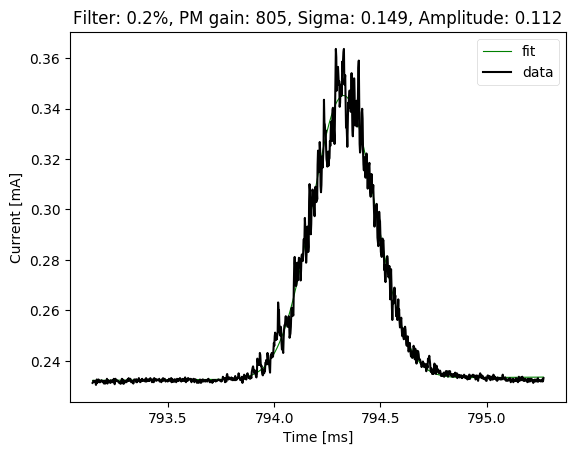 Filter: 0.2%, PM gain: 805, Sigma: 0.149, Amplitude: 0.112
fit
data
0.36
0.34
0.32
0.30
0.28
0.26
0.24
Current [mA]
793.5 794.0 794.5 795.0
Time [ms]